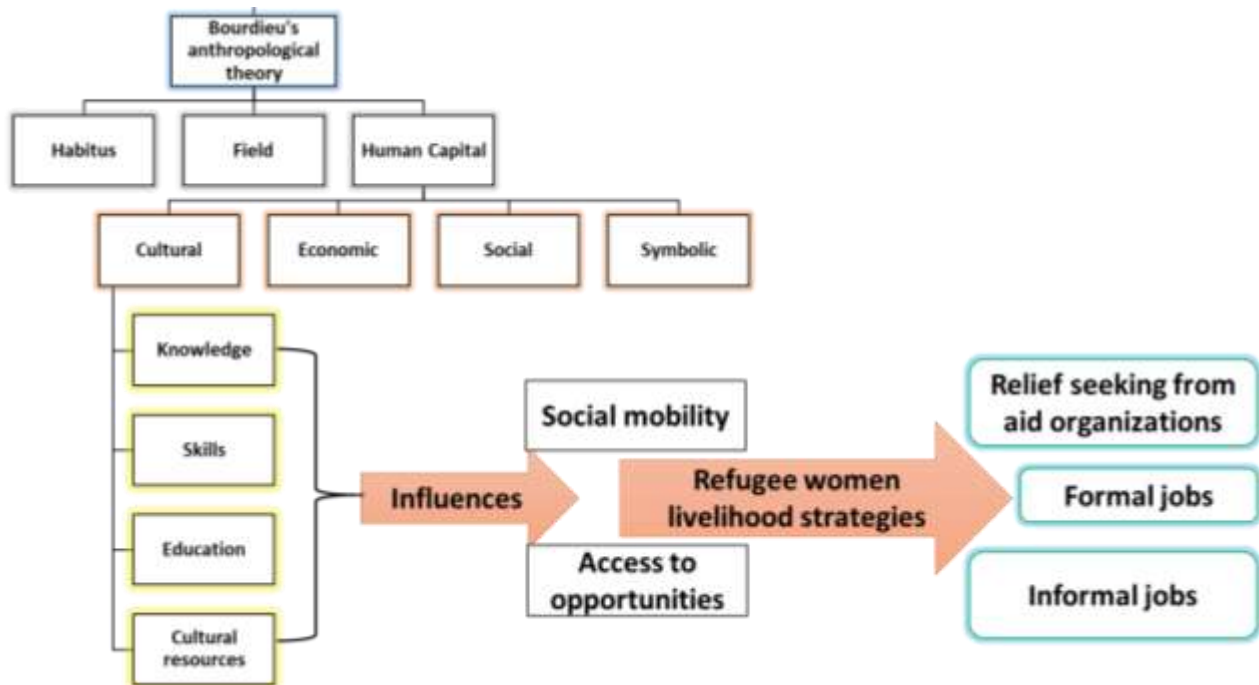 Bourdieu's
anthropological
theory
Habitus
Field
Human Capital
Cultural
Economic
Social
Symbolic
Knowledge
Skills
Education
Cultural
resources
Influences
Social mobility
Access to
opportunities
Refugee women
livelihood strategies
Relief seeking from
aid organizations
Formal jobs
Informal jobs